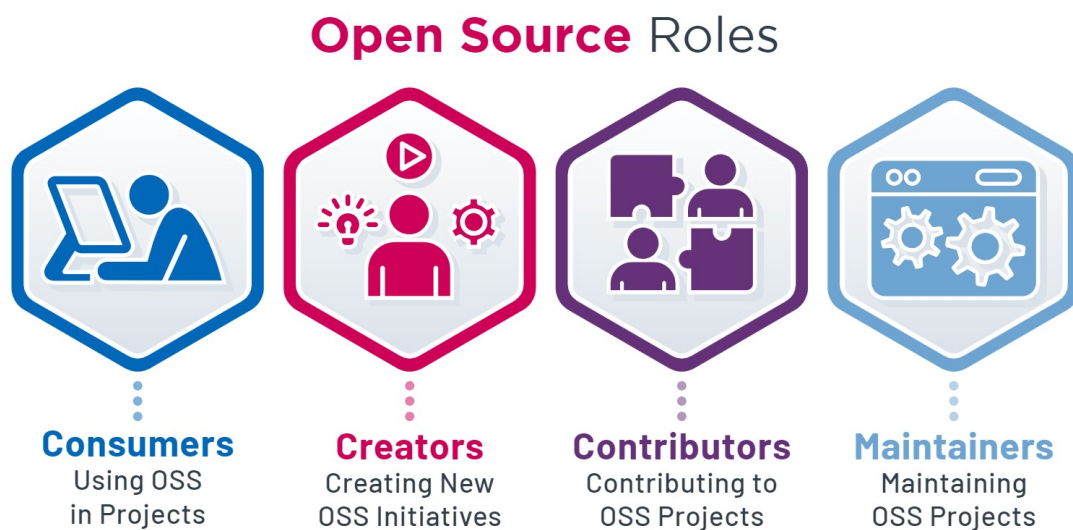 Open Source Roles
Consumers
Using OSS
in Projects
Creators
Creating New
OSS Initiatives
Contributors
Contributing to
OSS Projects
Maintainers
Maintaining
OSS Projects